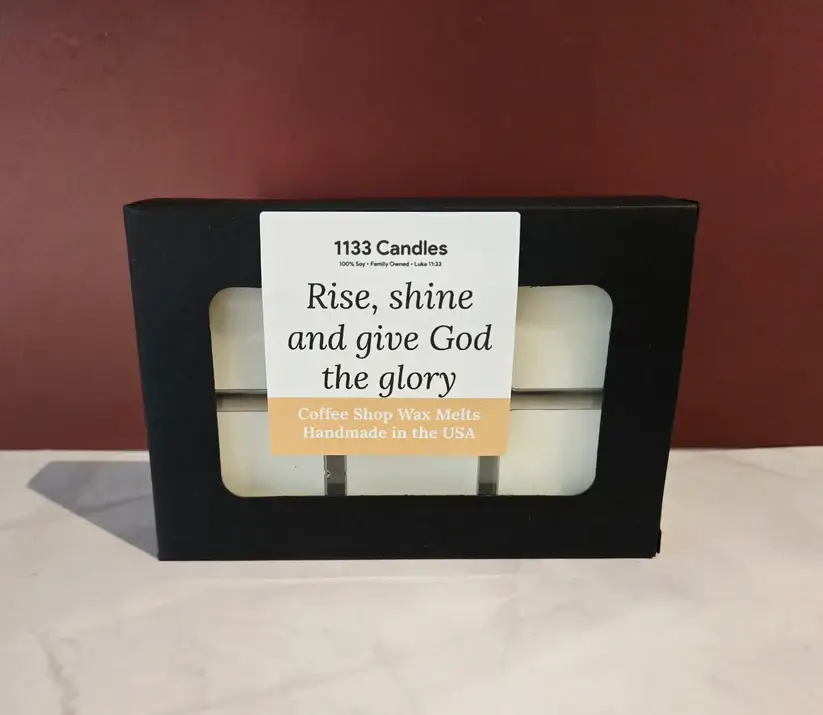 1133 Candles
100% Soy • Family Owned • Luke 11:33
Rise, shine
and give God
the glory
Coffee Shop Wax Melts
Handmade in the USA